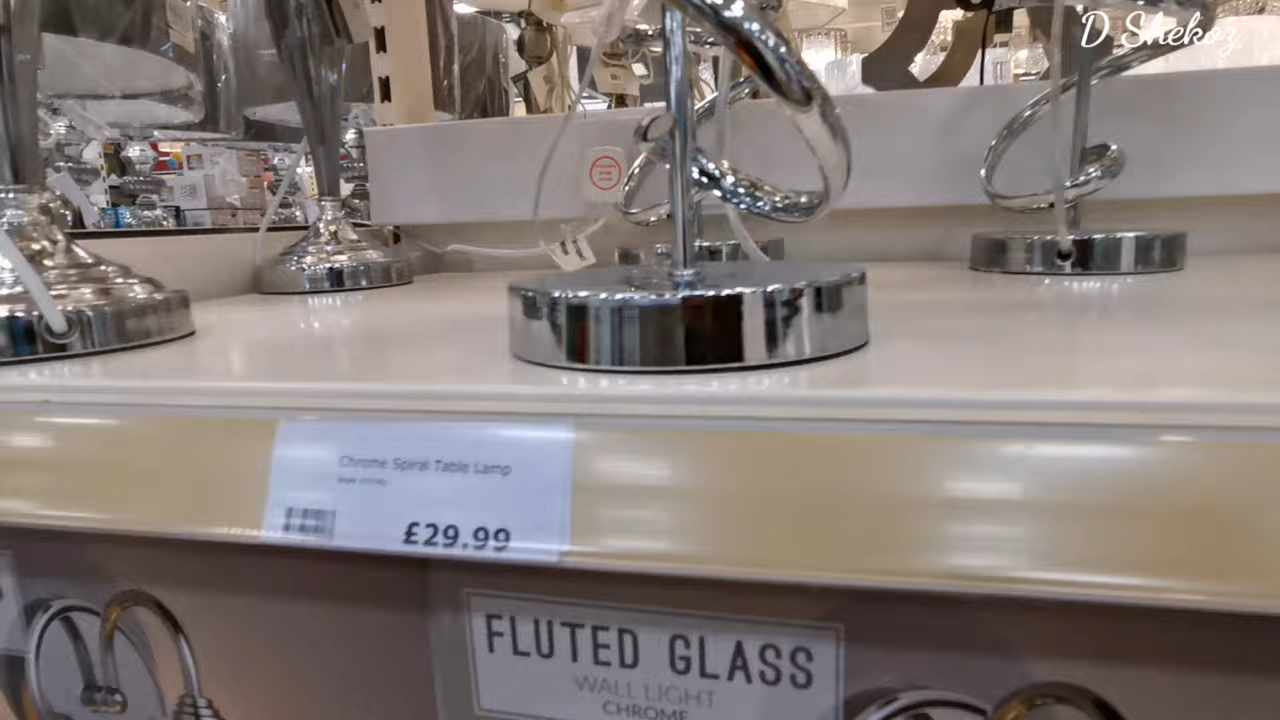 D Shekoz
Chrome Spiral Table Lamp
£29.99
FLUTED GLASS
WALL LIGHT
CHROME